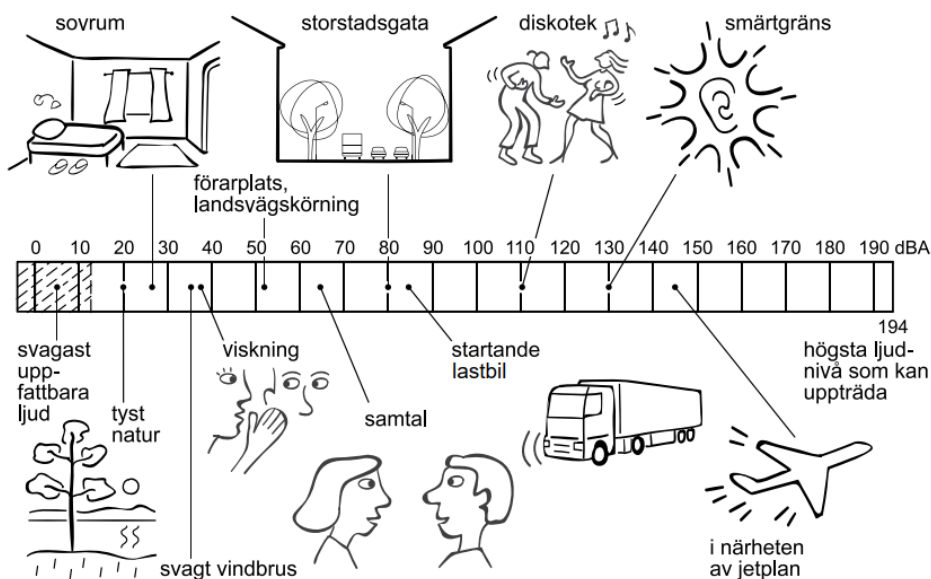 sovrum
storstadsgata
diskotek
smärtgräns
förarplats,
landsvägskörning
0 10 20 30 40 50 60 70 80 90 100 110 120 130 140 150 160 170 180 190 dBA
194
svagast
upp-
fattbara
ljud
tyst
natur
svagt vindbrus
viskning
samtal
startande
lastbil
i närheten
av jetplan
högsta ljud-
nivå som kan
uppträda